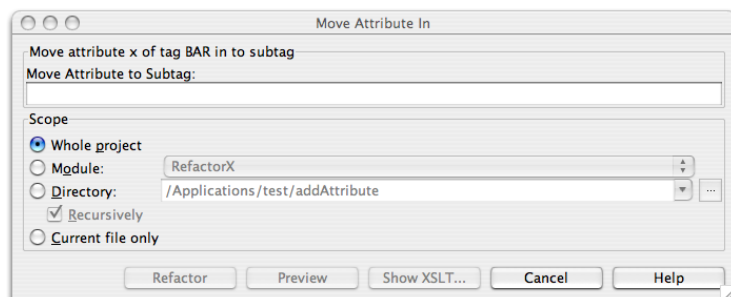 Move Attribute In
Move attribute x of tag BAR in to subtag
Move Attribute to Subtag:
Scope
Whole project
Module: RefactorX
Directory: /Applications/test/addAttribute ...
Recursively
Current file only
Refactor Preview Show XSLT... Cancel Help